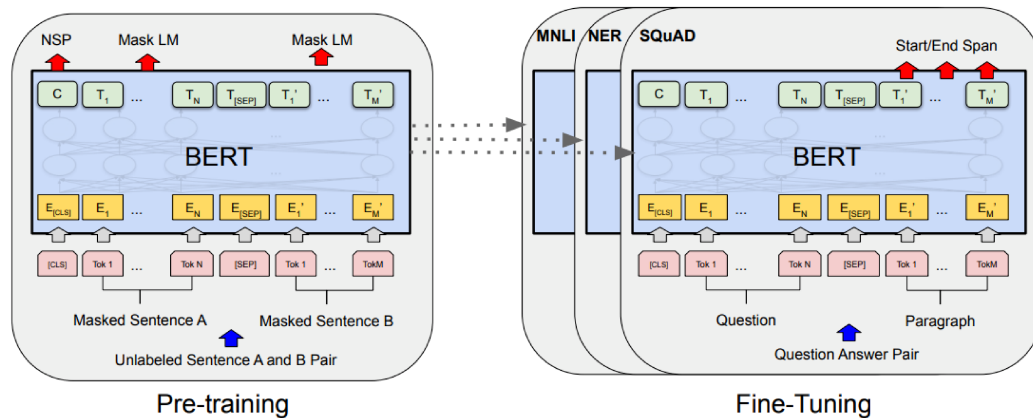 NSP Mask LM Mask LM
C T1 ... TN T[SEP] T1' ... TM'
BERT
E[CLS] E1 ... EN E[SEP] E1' ... EM'
[CLS] Tok 1 ... Tok N [SEP] Tok 1 ... TokM
Masked Sentence A Masked Sentence B
Unlabeled Sentence A and B Pair
Pre-training
MNLI NER SQuAD
Start/End Span
C T1 ... TN T[SEP] T1' ... TM'
BERT
E[CLS] E1 ... EN E[SEP] E1' ... EM'
[CLS] Tok 1 ... Tok N [SEP] Tok 1 ... TokM
Question Paragraph
Question Answer Pair
Fine-Tuning